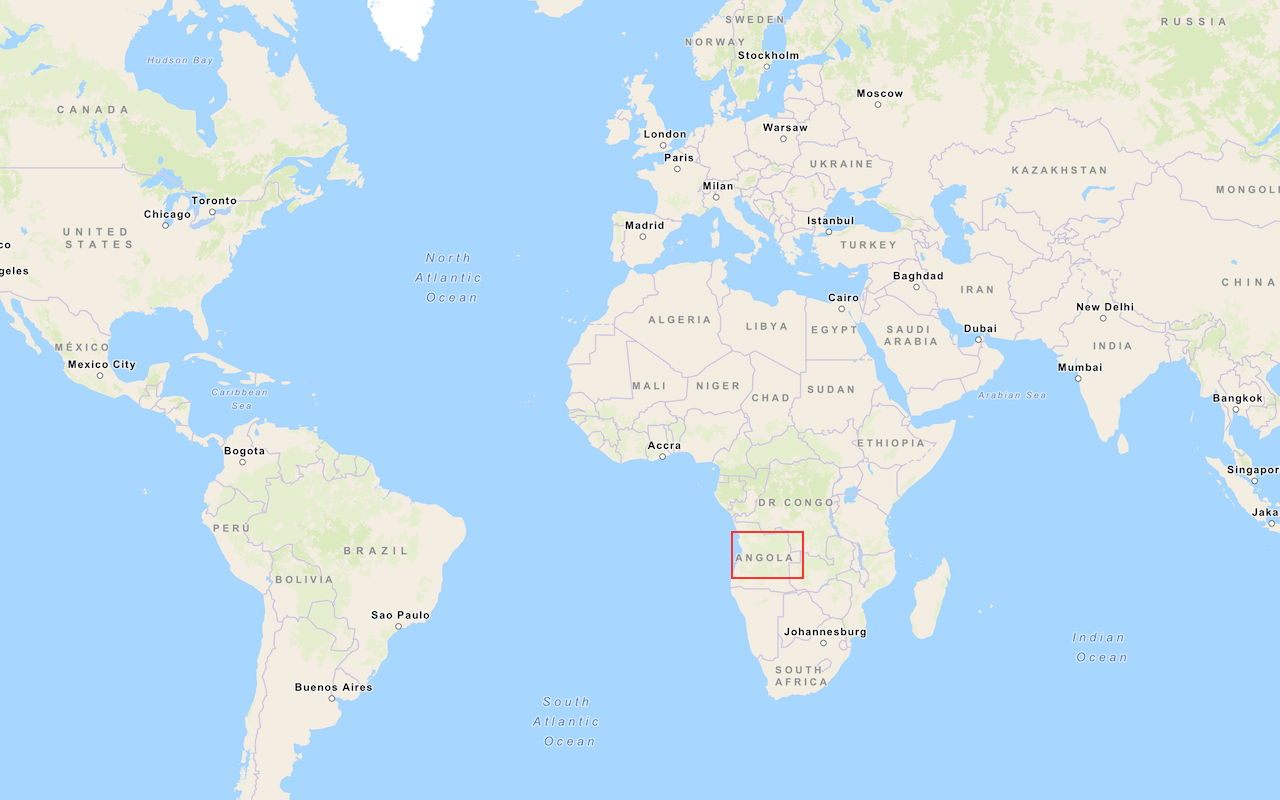 SWEDEN
RUSSIA
NORWAY
Stockholm
Hudson Bay
Moscow
CANADA
London
Warsaw
Paris
UKRAINE
KAZAKHSTAN
Milan
MONGOL
Toronto
Chicago
Madrid
Istanbul
UNITED
STATES
co
TURKEY
North
Atlantic
Ocean
geles
Baghdad
IRAN
CHINA
Cairo
New Delhi
ALGERIA
LIBYA
EGYPT
SAUDI
ARABIA
Dubai
MÉXICO
INDIA
Mexico City
Mumbai
MALI
NIGER
CHAD
SUDAN
Caribbean
Sea
Arabian Sea
Bangkok
Bogota
Accra
ETHIOPIA
Singapor
DR CONGO
Jaka
PERÚ
BRAZIL
ANGOLA
BOLIVIA
Sao Paulo
Johannesburg
Indian
Ocean
SOUTH
AFRICA
Buenos Aires
South
Atlantic
Ocean